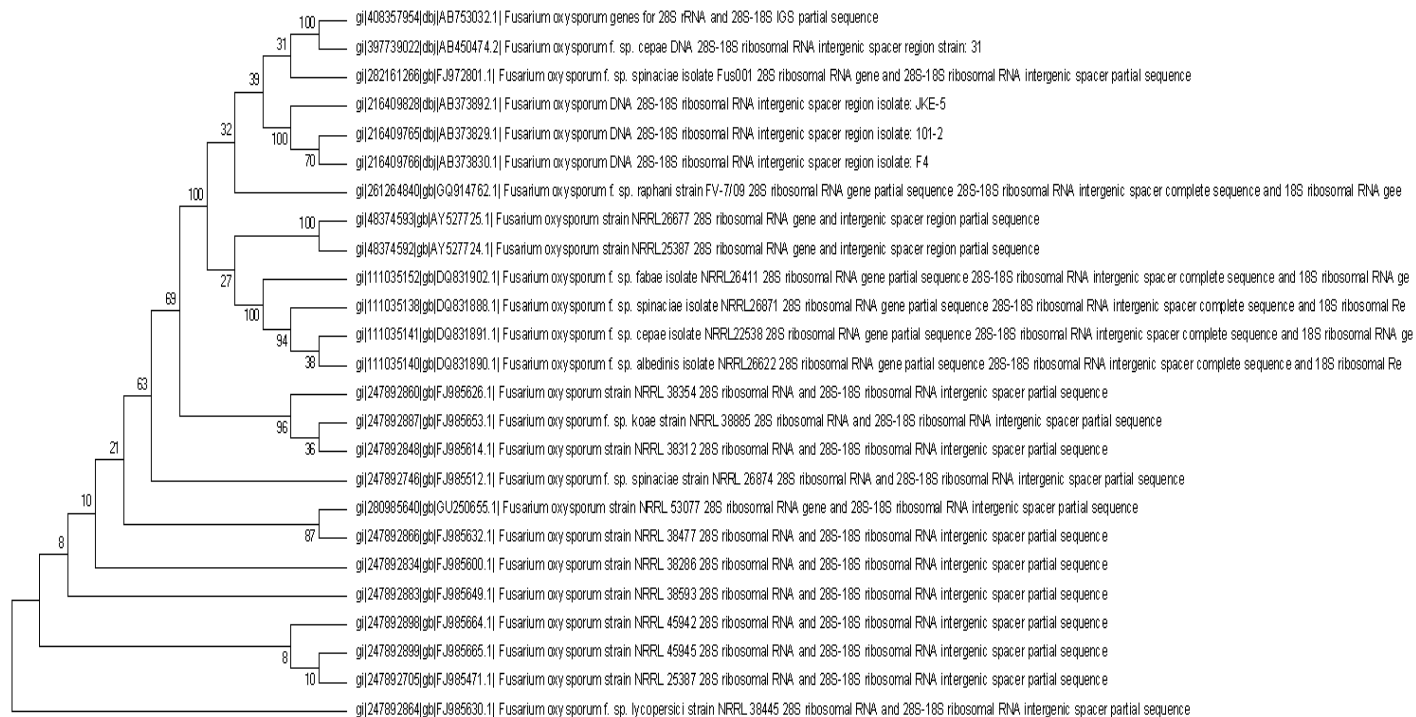 100
gi|408357954|dbj|AB753032.1| Fusarium oxysporum genes for 28S rRNA and 28S-18S IGS partial sequence
31
gi|397739022|dbj|AB450474.2| Fusarium oxysporum f. sp. cepae DNA 28S-18S ribosomal RNA intergenic spacer region strain: 31
39
gi|282161266|gb|FJ972801.1| Fusarium oxysporum f. sp. spinaciae isolate Fus001 28S ribosomal RNA gene and 28S-18S ribosomal RNA intergenic spacer partial sequence
gi|216409828|dbj|AB373892.1| Fusarium oxysporum DNA 28S-18S ribosomal RNA intergenic spacer region isolate: JKE-5
32
100
gi|216409765|dbj|AB373829.1| Fusarium oxysporum DNA 28S-18S ribosomal RNA intergenic spacer region isolate: 101-2
70
gi|216409766|dbj|AB373830.1| Fusarium oxysporum DNA 28S-18S ribosomal RNA intergenic spacer region isolate: F4
100
gi|261264840|gb|GQ914762.1| Fusarium oxysporum f. sp. raphani strain FV-7/09 28S ribosomal RNA gene partial sequence 28S-18S ribosomal RNA intergenic spacer complete sequence and 18S ribosomal RNA gee
100
gi|48374593|gb|AY527725.1| Fusarium oxysporum strain NRRL26677 28S ribosomal RNA gene and intergenic spacer region partial sequence
gi|48374592|gb|AY527724.1| Fusarium oxysporum strain NRRL25387 28S ribosomal RNA gene and intergenic spacer region partial sequence
27
gi|111035152|gb|DQ831902.1| Fusarium oxysporum f. sp. fabae isolate NRRL26411 28S ribosomal RNA gene partial sequence 28S-18S ribosomal RNA intergenic spacer complete sequence and 18S ribosomal RNA ge
69
100
gi|111035138|gb|DQ831888.1| Fusarium oxysporum f. sp. spinaciae isolate NRRL26871 28S ribosomal RNA gene partial sequence 28S-18S ribosomal RNA intergenic spacer complete sequence and 18S ribosomal Re
94
gi|111035141|gb|DQ831891.1| Fusarium oxysporum f. sp. cepae isolate NRRL22538 28S ribosomal RNA gene partial sequence 28S-18S ribosomal RNA intergenic spacer complete sequence and 18S ribosomal RNA ge
38
gi|111035140|gb|DQ831890.1| Fusarium oxysporum f. sp. albedinis isolate NRRL26622 28S ribosomal RNA gene partial sequence 28S-18S ribosomal RNA intergenic spacer complete sequence and 18S ribosomal Re
63
gi|247892860|gb|FJ985626.1| Fusarium oxysporum strain NRRL 38354 28S ribosomal RNA and 28S-18S ribosomal RNA intergenic spacer partial sequence
96
gi|247892887|gb|FJ985653.1| Fusarium oxysporum f. sp. koae strain NRRL 38885 28S ribosomal RNA and 28S-18S ribosomal RNA intergenic spacer partial sequence
21
36
gi|247892848|gb|FJ985614.1| Fusarium oxysporum strain NRRL 38312 28S ribosomal RNA and 28S-18S ribosomal RNA intergenic spacer partial sequence
gi|247892746|gb|FJ985512.1| Fusarium oxysporum f. sp. spinaciae strain NRRL 26874 28S ribosomal RNA and 28S-18S ribosomal RNA intergenic spacer partial sequence
10
gi|280985640|gb|GU250655.1| Fusarium oxysporum strain NRRL 53077 28S ribosomal RNA gene and 28S-18S ribosomal RNA intergenic spacer partial sequence
87
gi|247892866|gb|FJ985632.1| Fusarium oxysporum strain NRRL 38477 28S ribosomal RNA and 28S-18S ribosomal RNA intergenic spacer partial sequence
8
gi|247892834|gb|FJ985600.1| Fusarium oxysporum strain NRRL 38286 28S ribosomal RNA and 28S-18S ribosomal RNA intergenic spacer partial sequence
gi|247892883|gb|FJ985649.1| Fusarium oxysporum strain NRRL 38593 28S ribosomal RNA and 28S-18S ribosomal RNA intergenic spacer partial sequence
gi|247892898|gb|FJ985664.1| Fusarium oxysporum strain NRRL 45942 28S ribosomal RNA and 28S-18S ribosomal RNA intergenic spacer partial sequence
8
gi|247892899|gb|FJ985665.1| Fusarium oxysporum strain NRRL 45945 28S ribosomal RNA and 28S-18S ribosomal RNA intergenic spacer partial sequence
10
gi|247892705|gb|FJ985471.1| Fusarium oxysporum strain NRRL 25387 28S ribosomal RNA and 28S-18S ribosomal RNA intergenic spacer partial sequence
gi|247892864|gb|FJ985630.1| Fusarium oxysporum f. sp. lycopersici strain NRRL 38445 28S ribosomal RNA and 28S-18S ribosomal RNA intergenic spacer partial sequence